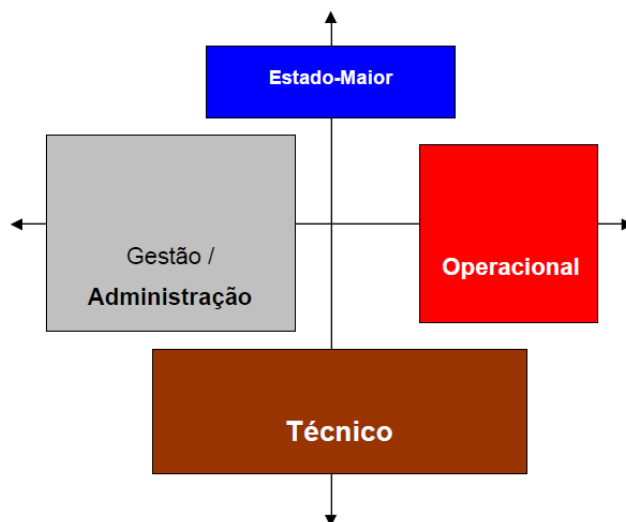 Estado-Maior
Gestão /
Administração
Operacional
Técnico